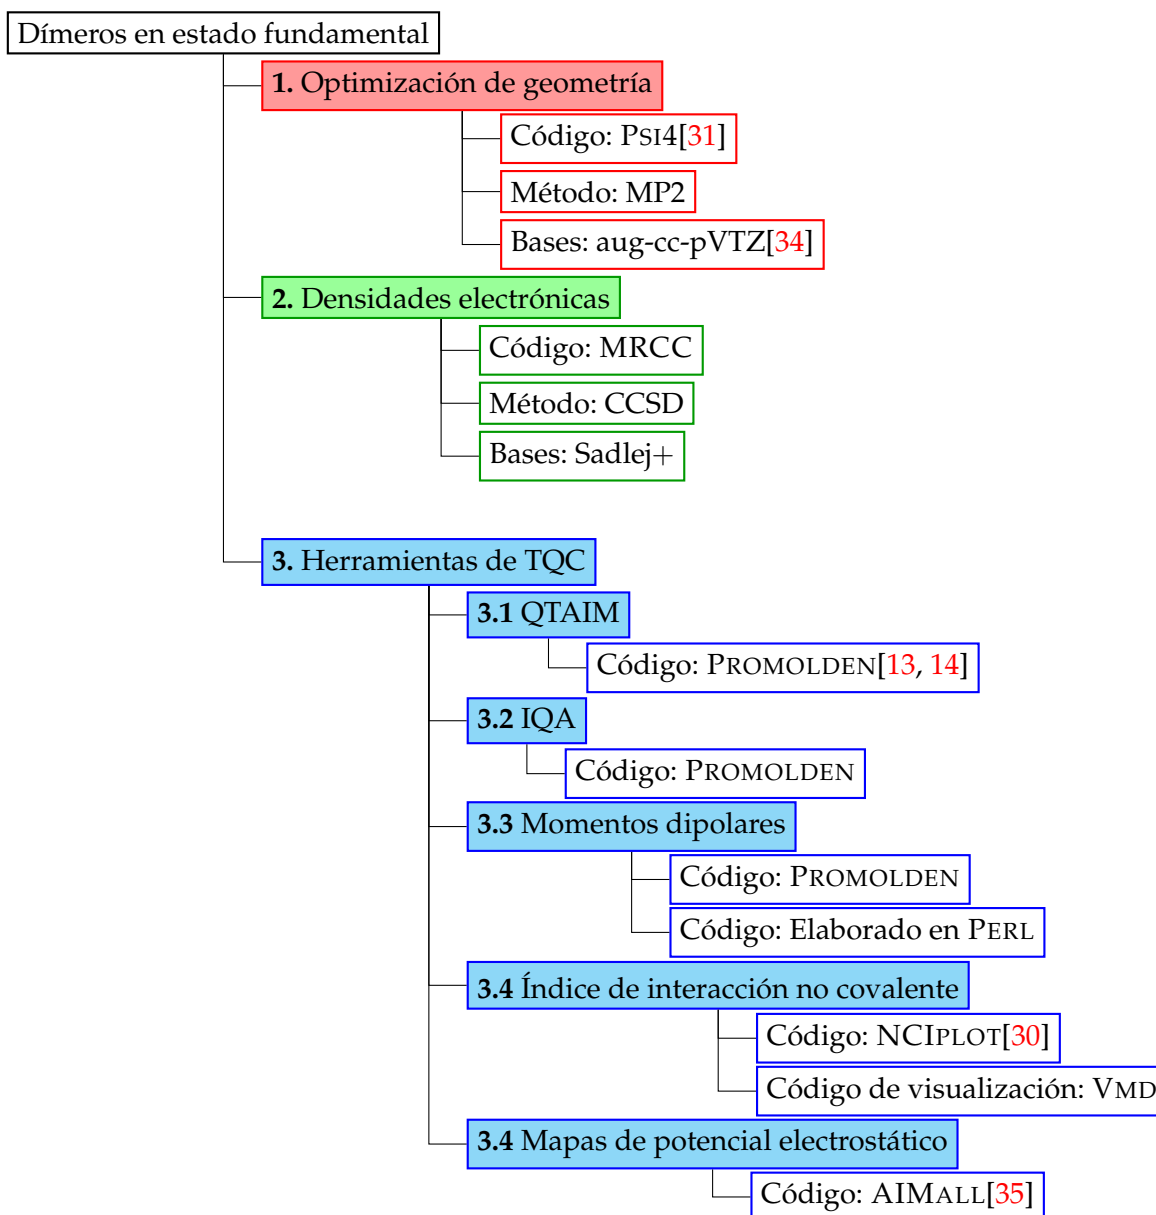 Dímeros en estado fundamental
1. Optimización de geometría
Código: PSI4[31]
Método: MP2
Bases: aug-cc-pVTZ[34]
2. Densidades electrónicas
Código: MRCC
Método: CCSD
Bases: Sadlej+
3. Herramientas de TQC
3.1 QTAIM
Código: PROMOLDEN[13, 14]
3.2 IQA
Código: PROMOLDEN
3.3 Momentos dipolares
Código: PROMOLDEN
Código: Elaborado en PERL
3.4 Índice de interacción no covalente
Código: NCIPLOT[30]
Código de visualización: VMD
3.4 Mapas de potencial electrostático
Código: AIMALL[35]